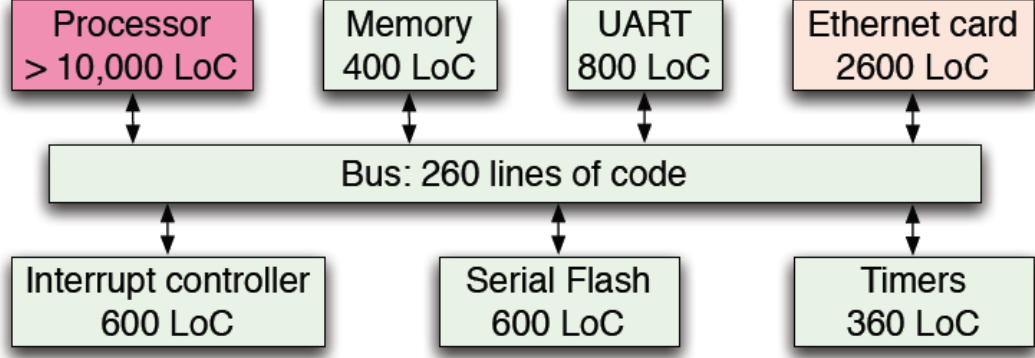 Processor
> 10,000 LoC
Memory
400 LoC
UART
800 LoC
Ethernet card
2600 LoC
Bus: 260 lines of code
Interrupt controller
600 LoC
Serial Flash
600 LoC
Timers
360 LoC